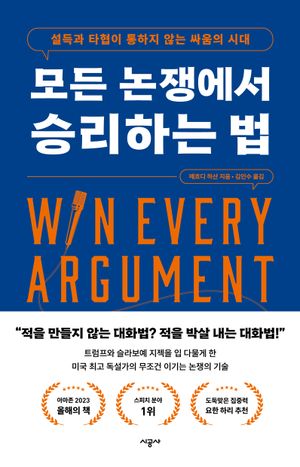 설득과 타협이 통하지 않는 싸움의 시대
모든 논쟁에서
승리하는 법
메흐디 하산 지음·김인수 옮김
WIN EVERY
ARGUMENT
“적을 만들지 않는 대화법? 적을 박살 내는 대화법!”
트럼프와 슬라보예 지젝을 입 다물게 한
미국 최고 독설가의 무조건 이기는 논쟁의 기술
아마존 2023
올해의 책
스피치 분야
1위
도둑맞은 집중력
요한 하리 추천
시공사